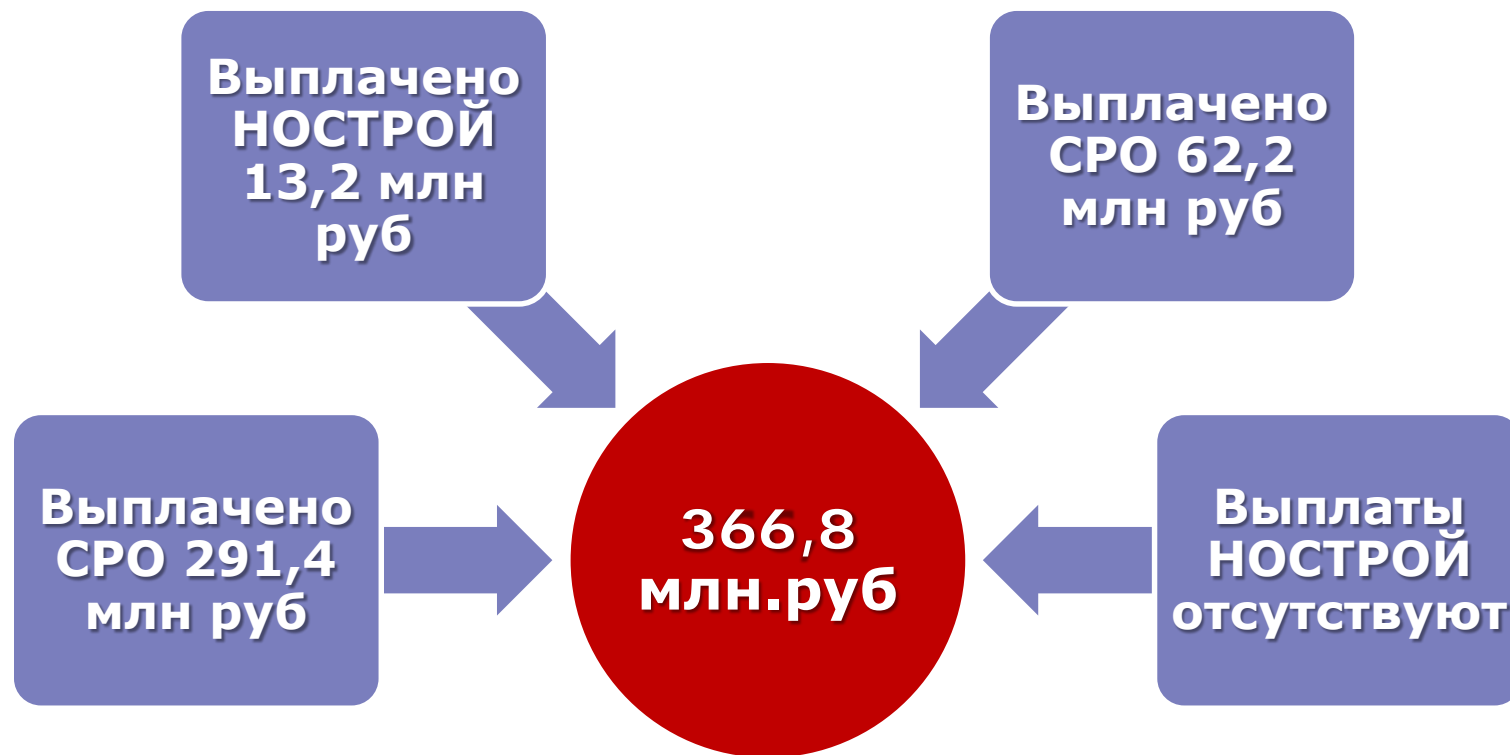 Выплачено
НОСТРОЙ
13,2 млн
руб
Выплачено
СРО 62,2
млн руб
Выплачено
СРО 291,4
млн руб
366,8
млн.руб
Выплаты
НОСТРОЙ
отсутствуют